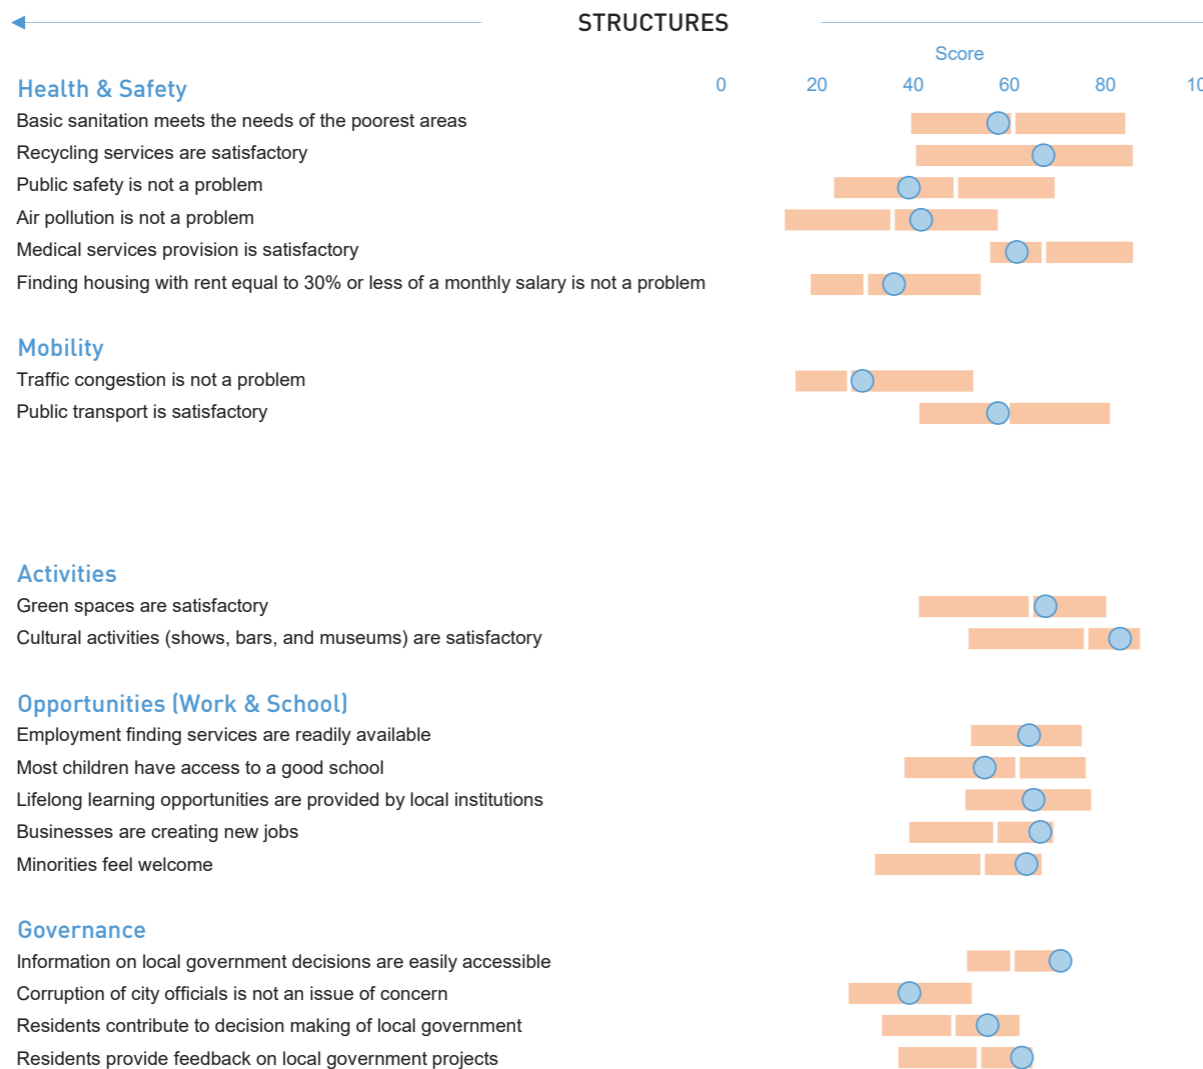 STRUCTURES
Score
Health & Safety
0 20 40 60 80 10
Basic sanitation meets the needs of the poorest areas
Recycling services are satisfactory
Public safety is not a problem
Air pollution is not a problem
Medical services provision is satisfactory
Finding housing with rent equal to 30% or less of a monthly salary is not a problem
Mobility
Traffic congestion is not a problem
Public transport is satisfactory
Activities
Green spaces are satisfactory
Cultural activities (shows, bars, and museums) are satisfactory
Opportunities (Work & School)
Employment finding services are readily available
Most children have access to a good school
Lifelong learning opportunities are provided by local institutions
Businesses are creating new jobs
Minorities feel welcome
Governance
Information on local government decisions are easily accessible
Corruption of city officials is not an issue of concern
Residents contribute to decision making of local government
Residents provide feedback on local government projects